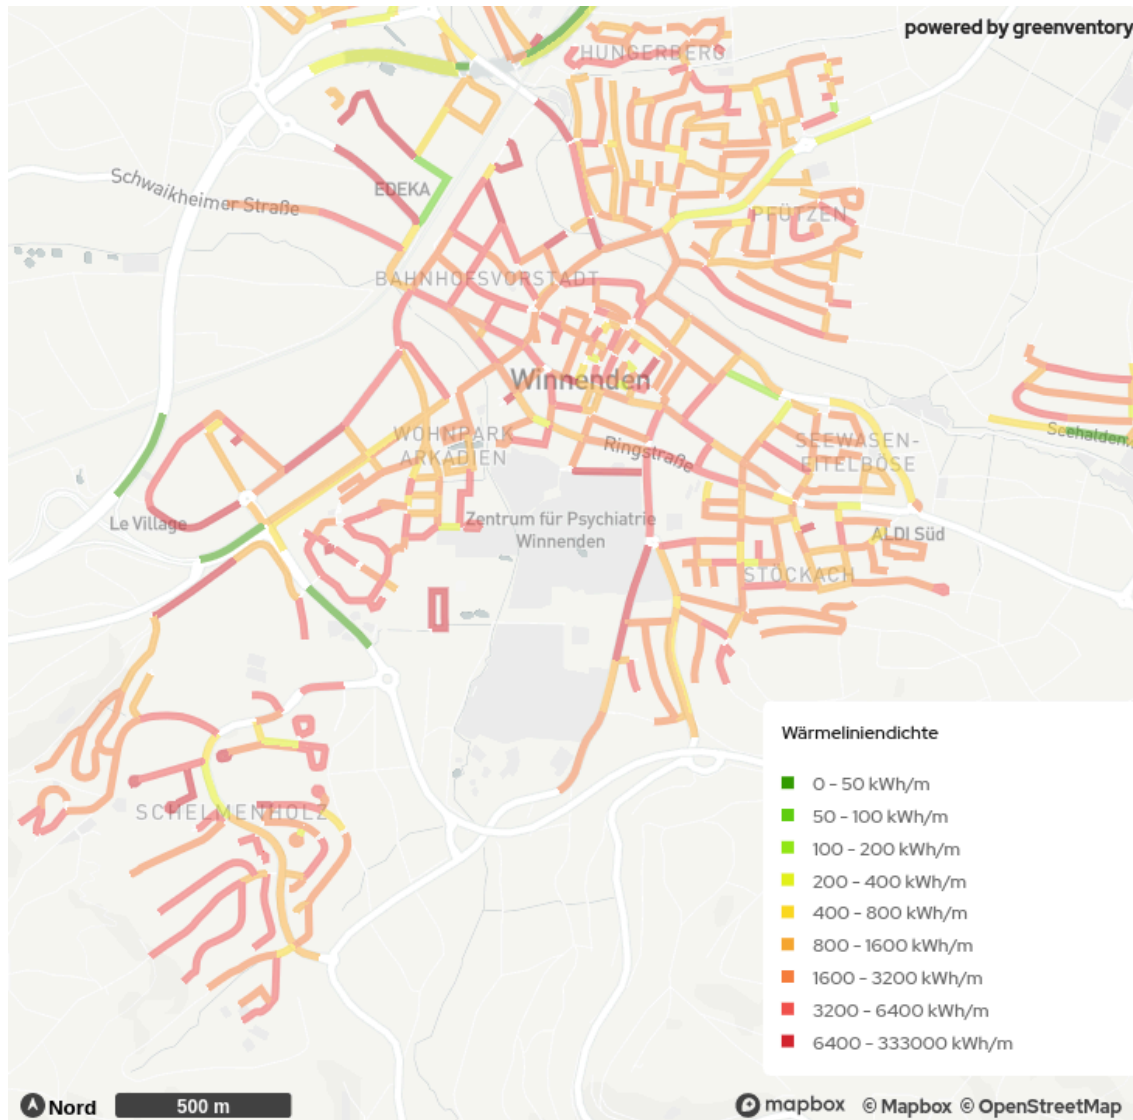 powered by greenventory
HUNGERBERG
Schwaikheimer Straße
EDEKA
PFÜTZEN
BAHNHOFSVORSTADT
Winnenden
WOHNPARK
ARKADIEN
Ringstraße
SEEWASEN-
EITELBÖSE
Seehalden
Le Village
Zentrum für Psychiatrie
Winnenden
ALDI Süd
STÖCKACH
SCHELMENHOLZ
Wärmeliniendichte
0 - 50 kWh/m
50 - 100 kWh/m
100 - 200 kWh/m
200 - 400 kWh/m
400 - 800 kWh/m
800 - 1600 kWh/m
1600 - 3200 kWh/m
3200 - 6400 kWh/m
6400 - 333000 kWh/m
Nord
500 m
mapbox © Mapbox © OpenStreetMap